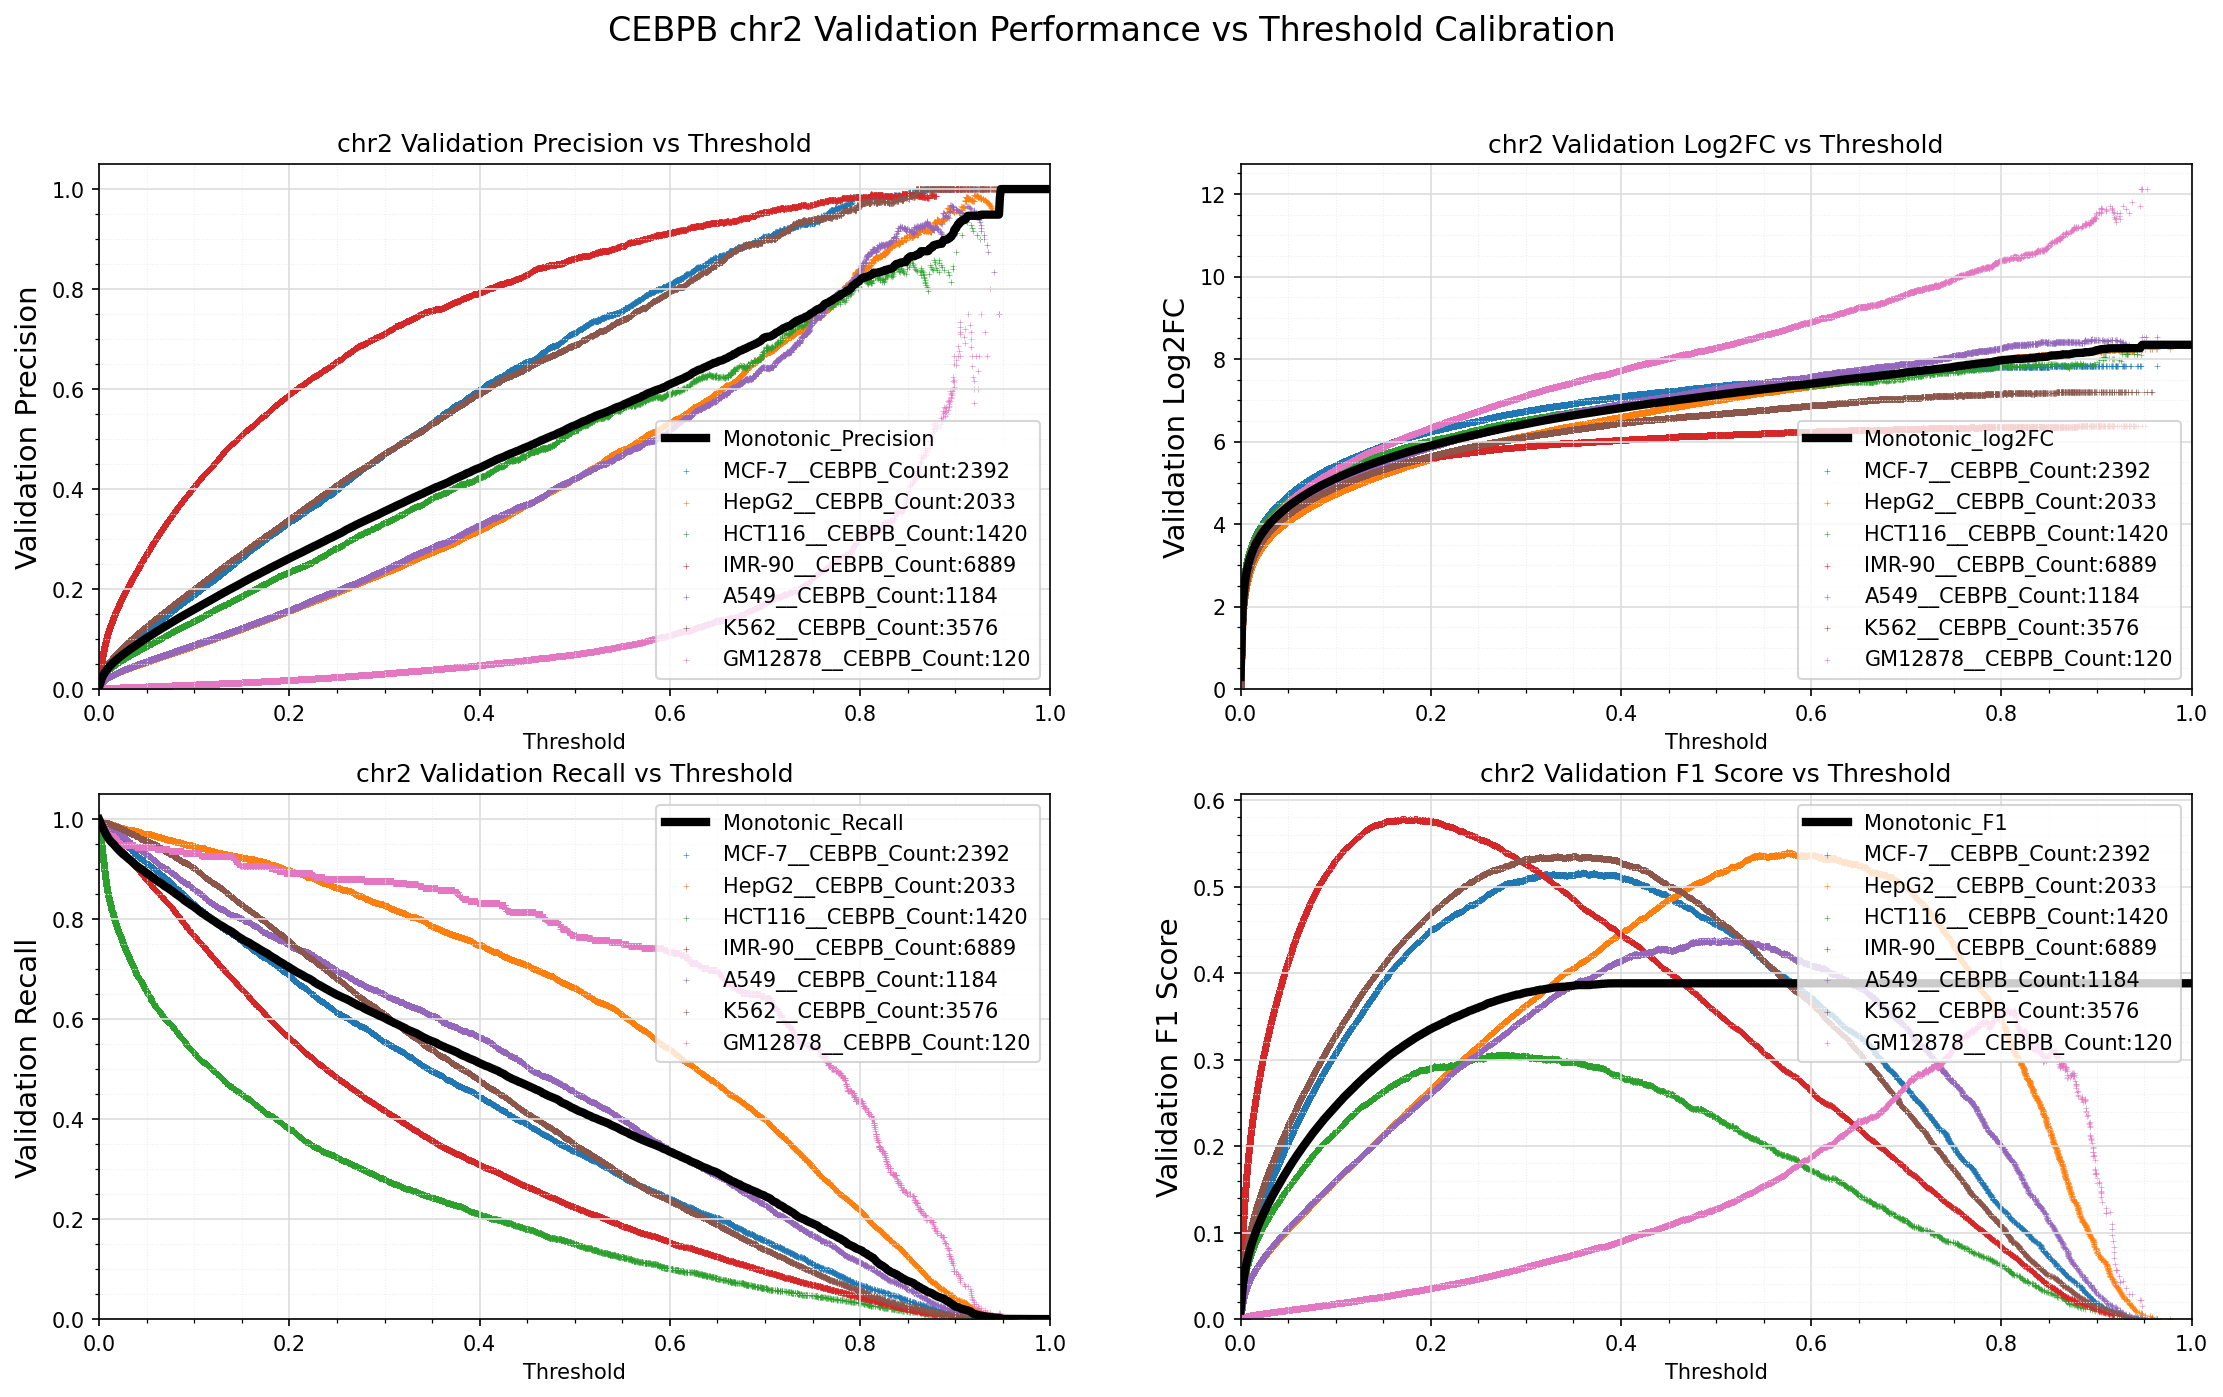 CEBPB chr2 Validation Performance vs Threshold Calibration
chr2 Validation Precision vs Threshold
Validation Precision
1.0
0.8
0.6
0.4
0.2
0.0
0.0 0.2 0.4 0.6 0.8 1.0
Threshold
Monotonic_Precision
MCF-7__CEBPB_Count:2392
HepG2__CEBPB_Count:2033
HCT116__CEBPB_Count:1420
IMR-90__CEBPB_Count:6889
A549__CEBPB_Count:1184
K562__CEBPB_Count:3576
GM12878__CEBPB_Count:120
chr2 Validation Log2FC vs Threshold
Validation Log2FC
12
10
8
6
4
2
0
0.0 0.2 0.4 0.6 0.8 1.0
Threshold
Monotonic_log2FC
MCF-7__CEBPB_Count:2392
HepG2__CEBPB_Count:2033
HCT116__CEBPB_Count:1420
IMR-90__CEBPB_Count:6889
A549__CEBPB_Count:1184
K562__CEBPB_Count:3576
GM12878__CEBPB_Count:120
chr2 Validation Recall vs Threshold
Validation Recall
1.0
0.8
0.6
0.4
0.2
0.0
0.0 0.2 0.4 0.6 0.8 1.0
Threshold
Monotonic_Recall
MCF-7__CEBPB_Count:2392
HepG2__CEBPB_Count:2033
HCT116__CEBPB_Count:1420
IMR-90__CEBPB_Count:6889
A549__CEBPB_Count:1184
K562__CEBPB_Count:3576
GM12878__CEBPB_Count:120
chr2 Validation F1 Score vs Threshold
Validation F1 Score
0.6
0.5
0.4
0.3
0.2
0.1
0.0
0.0 0.2 0.4 0.6 0.8 1.0
Threshold
Monotonic_F1
MCF-7__CEBPB_Count:2392
HepG2__CEBPB_Count:2033
HCT116__CEBPB_Count:1420
IMR-90__CEBPB_Count:6889
A549__CEBPB_Count:1184
K562__CEBPB_Count:3576
GM12878__CEBPB_Count:120